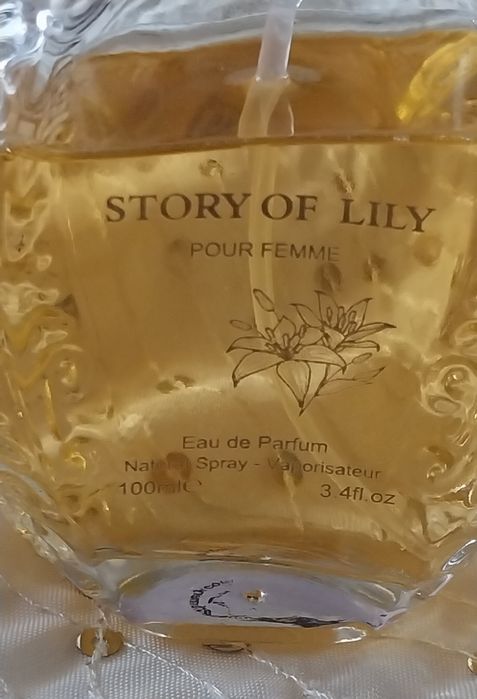 STORY OF LILY
POUR FEMME
Eau de Parfum
Natural Spray - Vaporisateur
100ml℮
3.4fl.oz